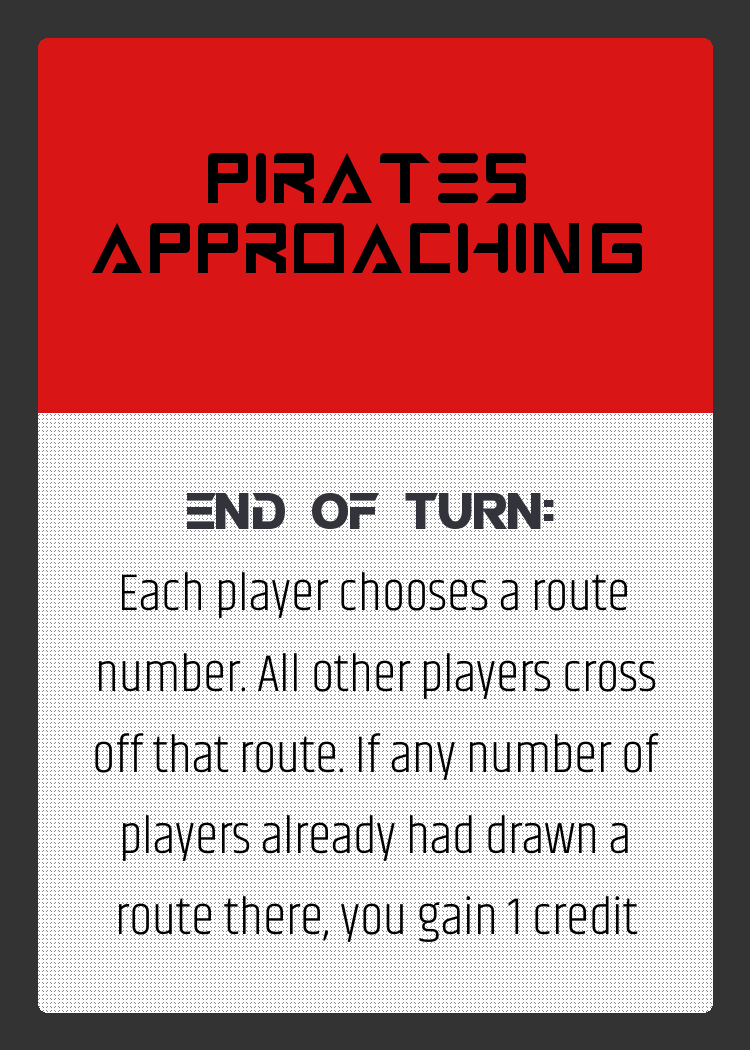 PIRATES
APPROACHING
END OF TURN:
Each player chooses a route
number. All other players cross
off that route. If any number of
players already had drawn a
route there, you gain 1 credit